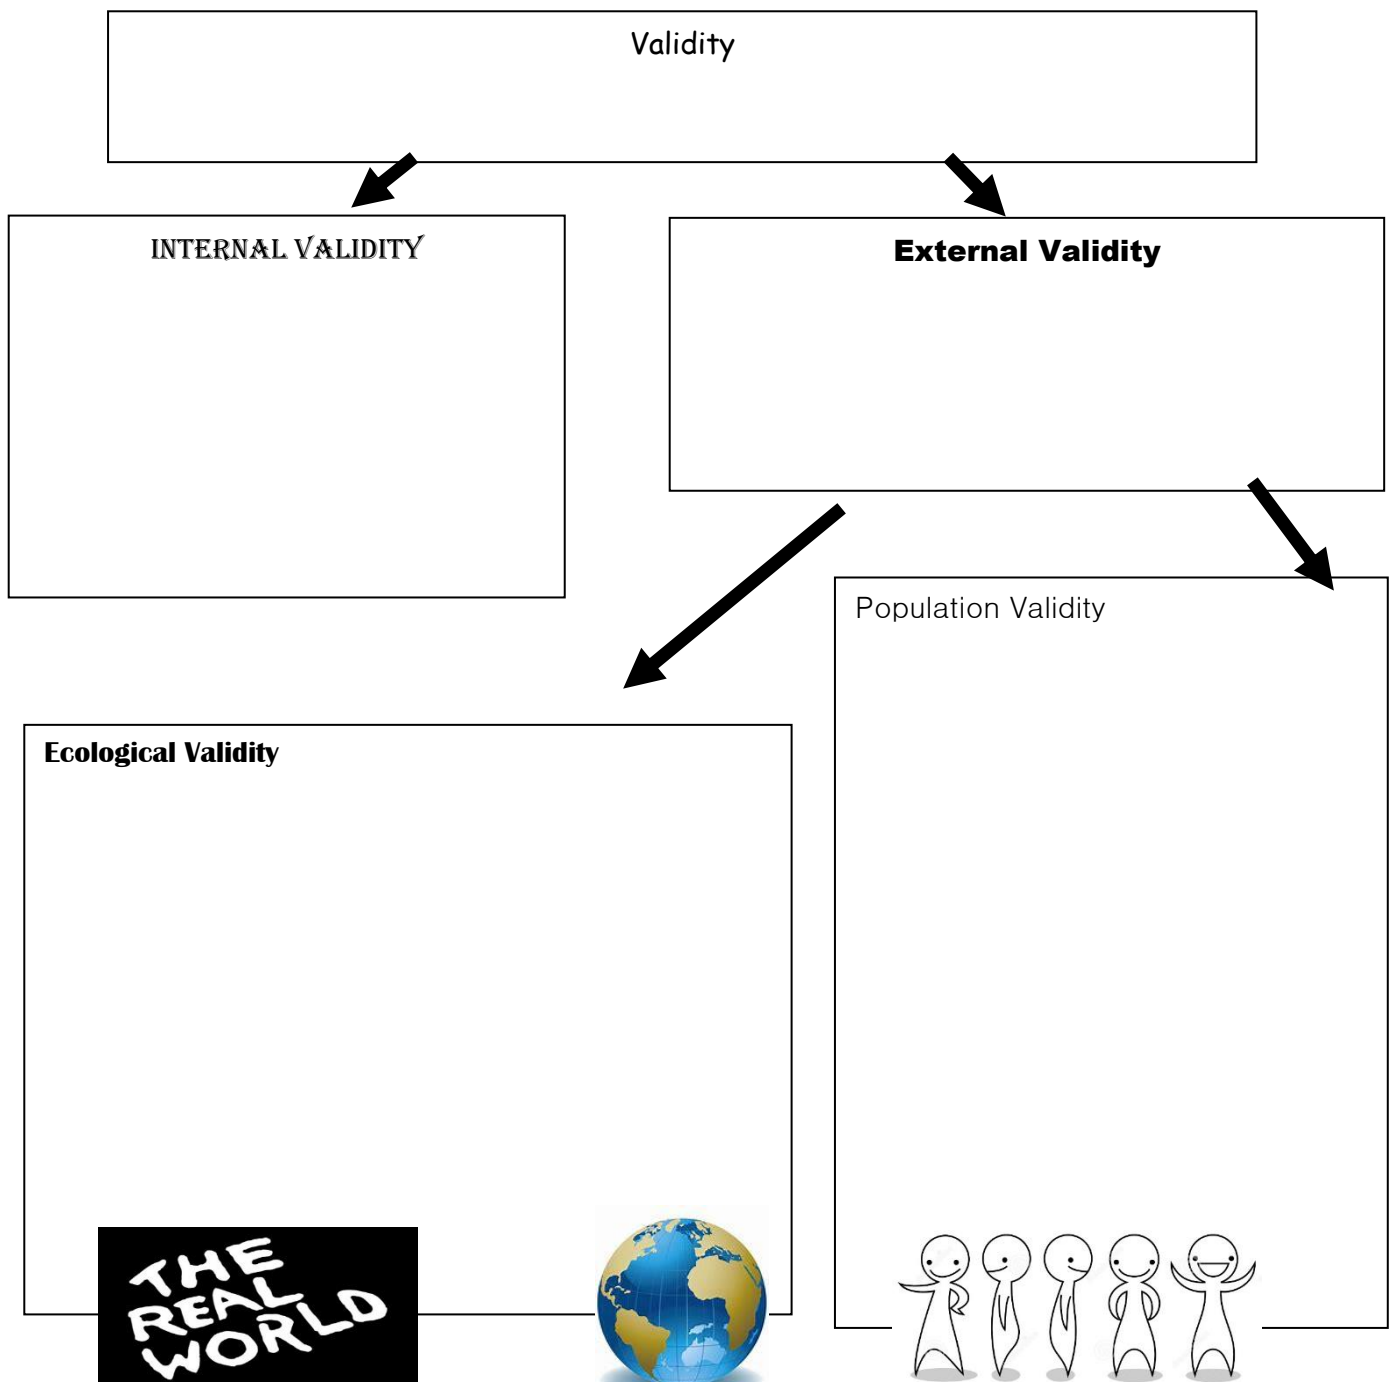 Validity
INTERNAL VALIDITY
External Validity
Population Validity
Ecological Validity
THE
REAL
WORLD